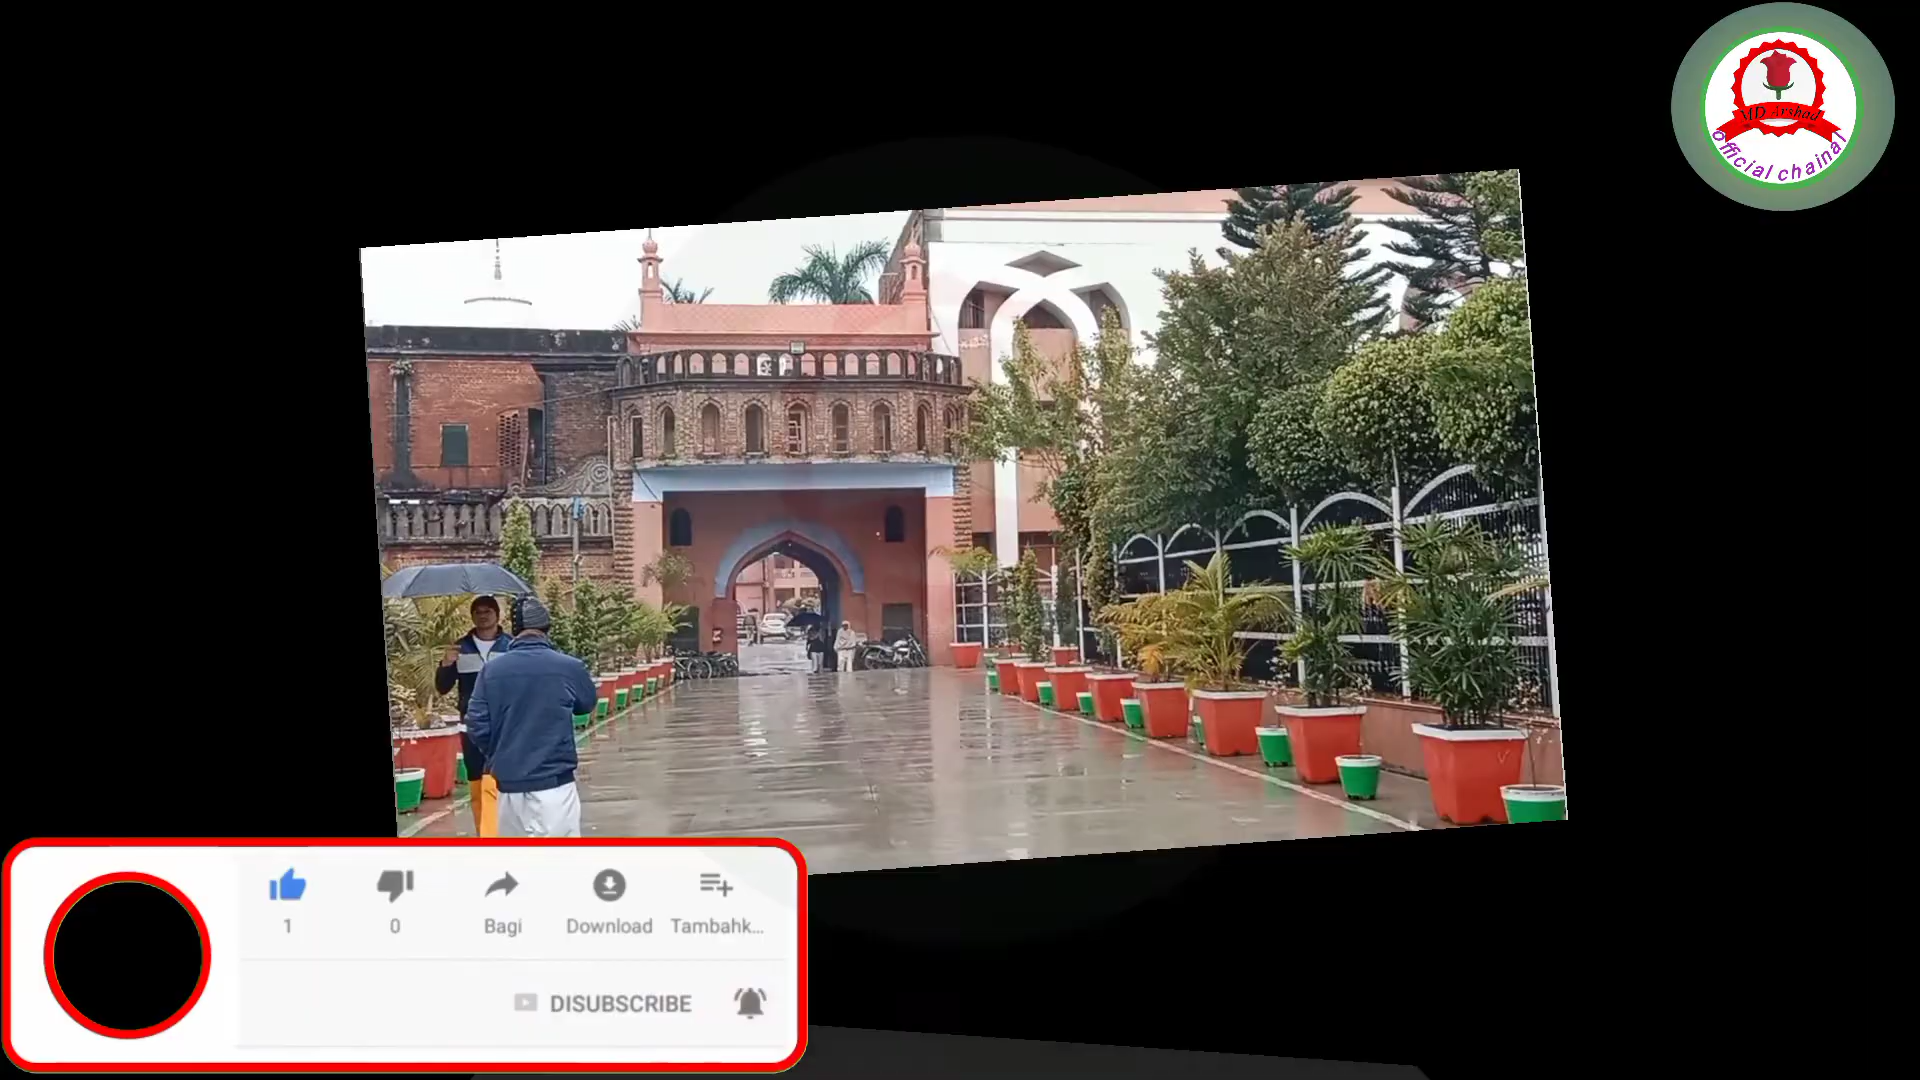 MD Arshad
official chainal
1
0
Bagi
Download
Tambahk...
DISUBSCRIBE